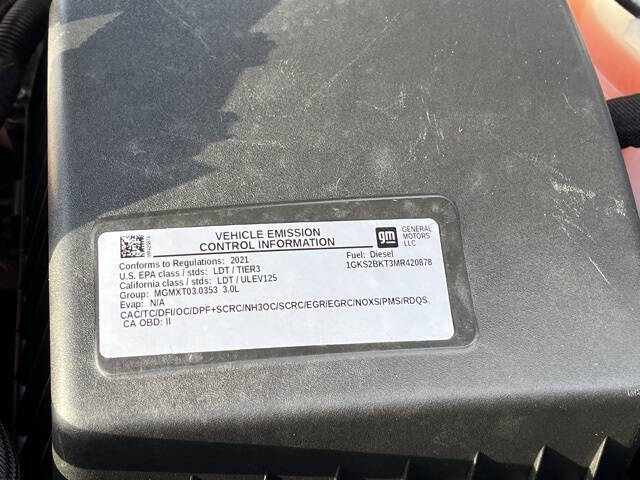 VEHICLE EMISSION
CONTROL INFORMATION
gm
GENERAL
MOTORS
LLC
Conforms to Regulations: 2021
Fuel: Diesel
U.S. EPA class / stds: LDT / TIER3
1GKS2BKT3MR420878
California class / stds: LDT / ULEV125
Group: MGMXT03.0353 3.0L
Evap: N/A
CAC/TC/DFI/OC/DPF+SCRC/NH3OC/SCRC/EGR/EGRC/NOXS/PMS/RDQS,
CA OBD: II